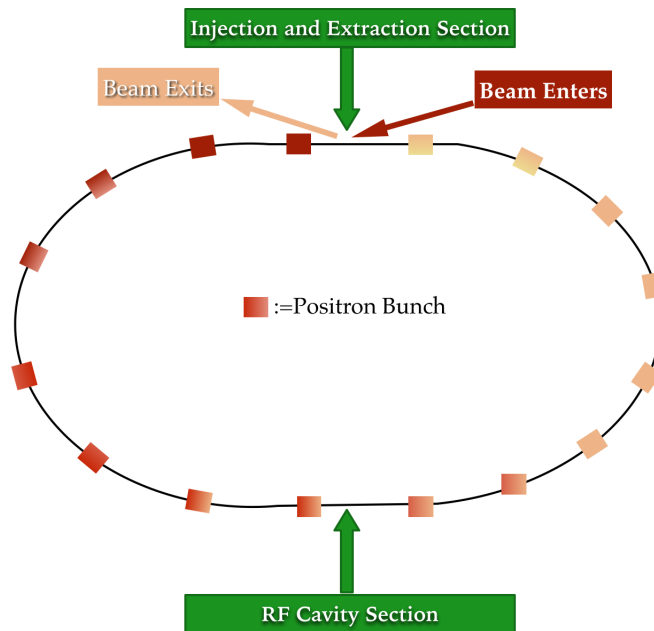 Injection and Extraction Section
Beam Exits
Beam Enters
:=Positron Bunch
RF Cavity Section